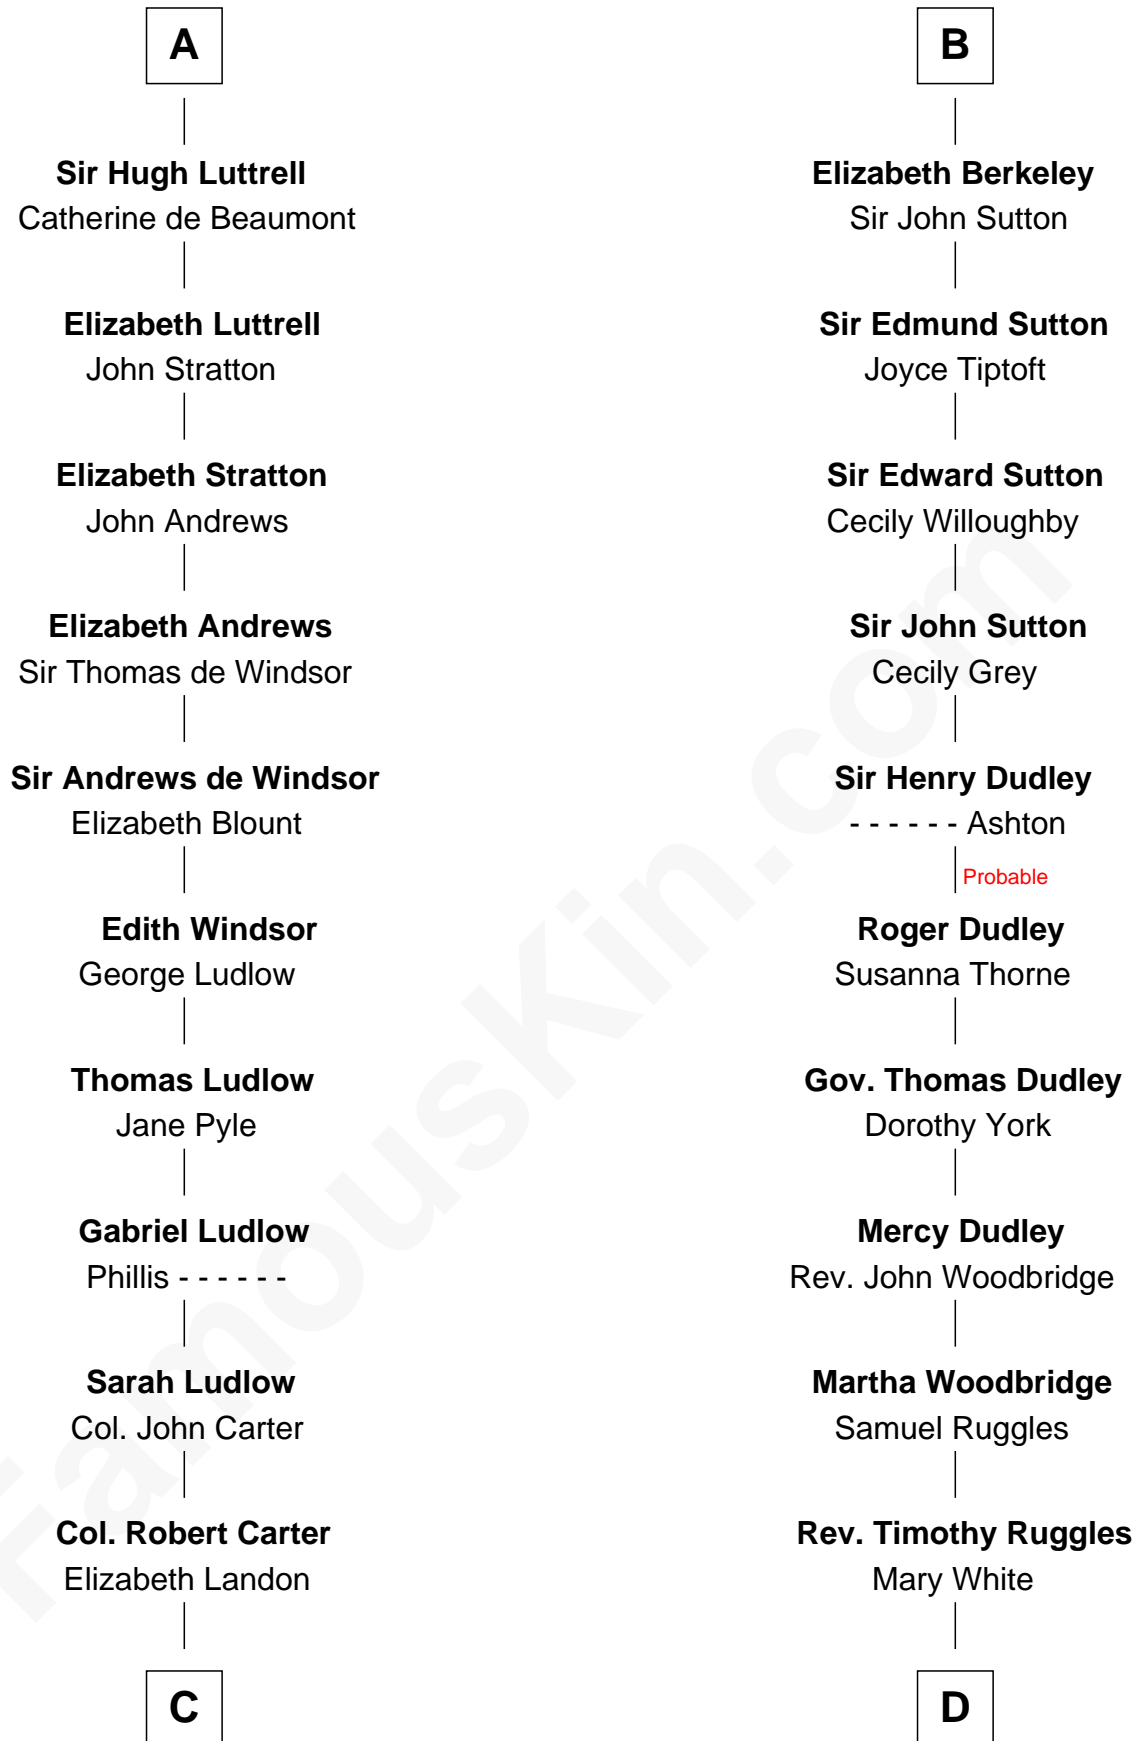 A
Sir Hugh Luttrell
Catherine de Beaumont
Elizabeth Luttrell
John Stratton
Elizabeth Stratton
John Andrews
Elizabeth Andrews
Sir Thomas de Windsor
Sir Andrews de Windsor
Elizabeth Blount
Edith Windsor
George Ludlow
Thomas Ludlow
Jane Pyle
Gabriel Ludlow
Phillis - - - - - -
Sarah Ludlow
Col. John Carter
Col. Robert Carter
Elizabeth Landon
C
B
Elizabeth Berkeley
Sir John Sutton
Sir Edmund Sutton
Joyce Tiptoft
Sir Edward Sutton
Cecily Willoughby
Sir John Sutton
Cecily Grey
Sir Henry Dudley
- - - - - - Ashton
Probable
Roger Dudley
Susanna Thorne
Gov. Thomas Dudley
Dorothy York
Mercy Dudley
Rev. John Woodbridge
Martha Woodbridge
Samuel Ruggles
Rev. Timothy Ruggles
Mary White
D
FamousKin.com